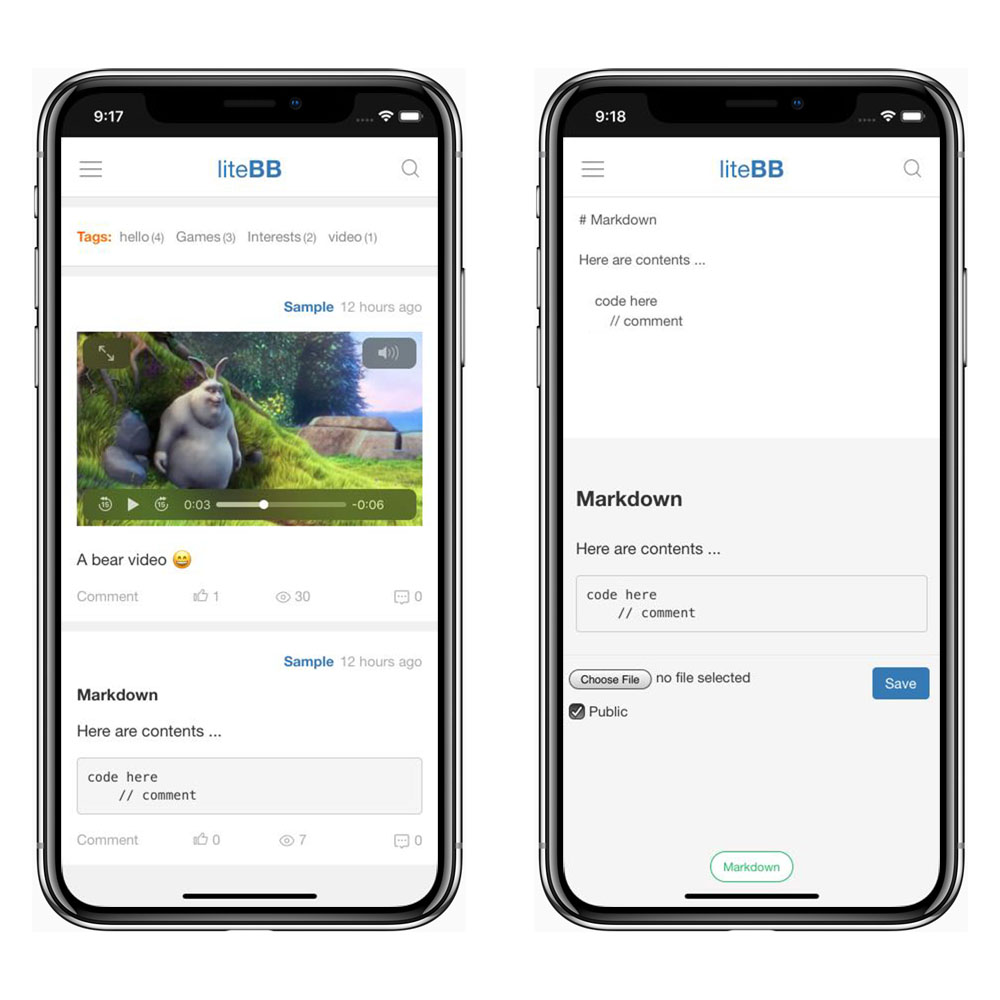 9:17
liteBB
Tags: hello (4) Games (3) Interests (2) video (1)
Sample 12 hours ago
15 15 0:03 -0:06
A bear video 😄
Comment 1 30 0
Sample 12 hours ago
Markdown
Here are contents ...
code here
    // comment
Comment 0 7 0
9:18
liteBB
# Markdown
Here are contents ...
    code here
        // comment
Markdown
Here are contents ...
code here
    // comment
Choose File no file selected
Save
Public
Markdown